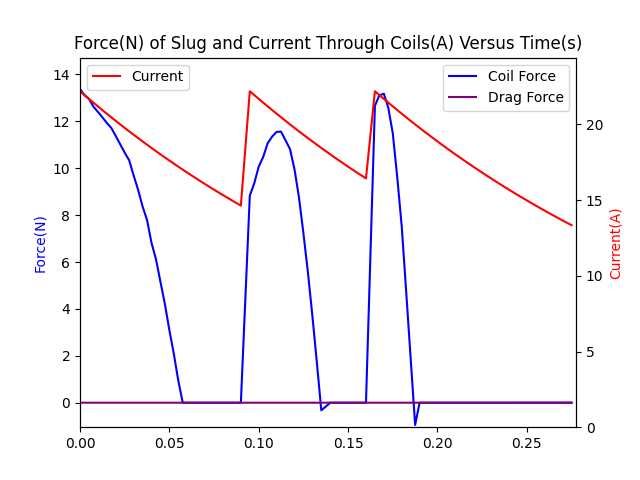 Force(N) of Slug and Current Through Coils(A) Versus Time(s)
Current
Coil Force
Drag Force
Force(N)
14
12
10
8
6
4
2
0
20
15
10
5
0
Current(A)
0.00 0.05 0.10 0.15 0.20 0.25